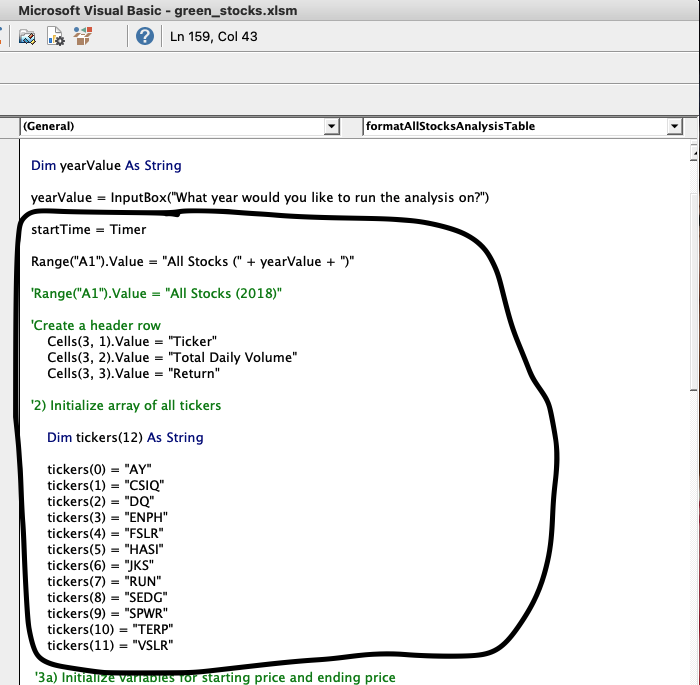 Microsoft Visual Basic - green_stocks.xlsm
? Ln 159, Col 43
(General) formatAllStocksAnalysisTable
Dim yearValue As String
yearValue = InputBox("What year would you like to run the analysis on?")
startTime = Timer
Range("A1").Value = "All Stocks (" + yearValue + ")"
'Range("A1").Value = "All Stocks (2018)"
'Create a header row
Cells(3, 1).Value = "Ticker"
Cells(3, 2).Value = "Total Daily Volume"
Cells(3, 3).Value = "Return"
'2) Initialize array of all tickers
Dim tickers(12) As String
tickers(0) = "AY"
tickers(1) = "CSIQ"
tickers(2) = "DQ"
tickers(3) = "ENPH"
tickers(4) = "FSLR"
tickers(5) = "HASI"
tickers(6) = "JKS"
tickers(7) = "RUN"
tickers(8) = "SEDG"
tickers(9) = "SPWR"
tickers(10) = "TERP"
tickers(11) = "VSLR"
'3a) Initialize variables for starting price and ending price